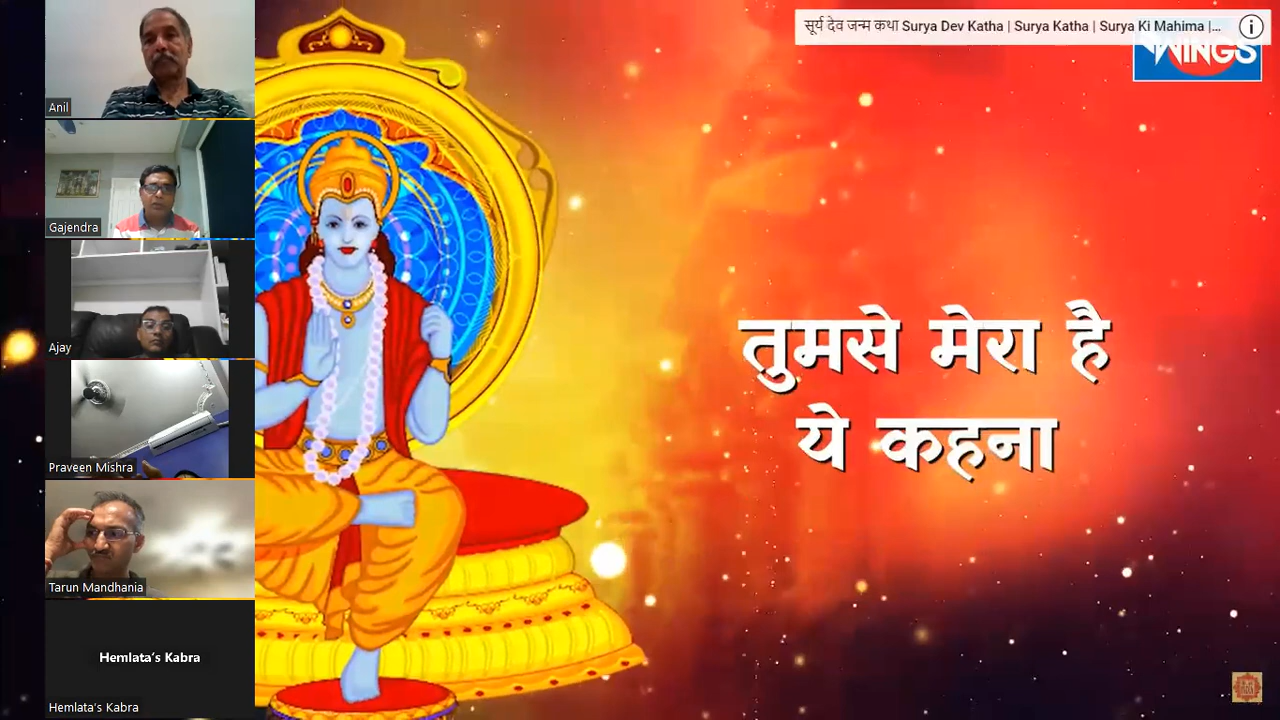 Anil
Gajendra
Ajay
Praveen Mishra
Tarun Mandhania
Hemlata's Kabra
Hemlata's Kabra
सूर्य देव जन्म कथा Surya Dev Katha | Surya Katha | Surya Ki Mahima |...
WINGS
तुमसे मेरा है
ये कहना